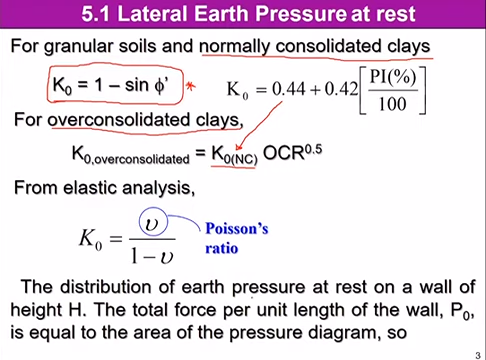 5.1 Lateral Earth Pressure at rest
For granular soils and normally consolidated clays
K₀ = 1 – sin ϕ' * K₀ = 0.44 + 0.42 [PI(%) / 100]
For overconsolidated clays,
K₀,overconsolidated = K₀(NC) OCR⁰·⁵
From elastic analysis,
K₀ = υ / (1 – υ) Poisson's
ratio
The distribution of earth pressure at rest on a wall of
height H. The total force per unit length of the wall, P₀,
is equal to the area of the pressure diagram, so
3